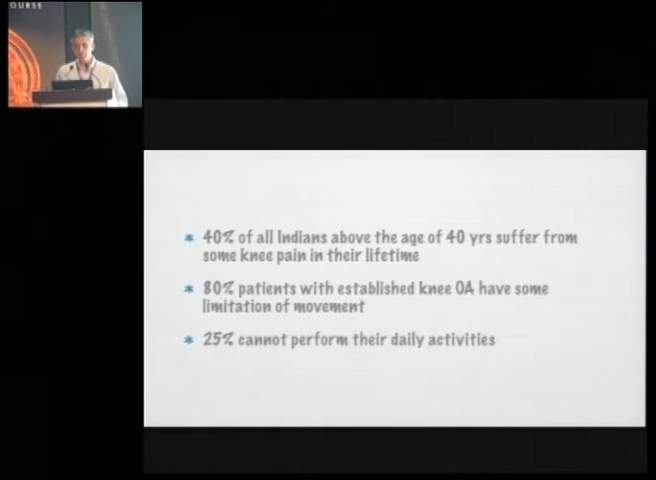 OURSE
* 40% of all Indians above the age of 40 yrs suffer from
some knee pain in their lifetime
* 80% patients with established knee OA have some
limitation of movement
* 25% cannot perform their daily activities